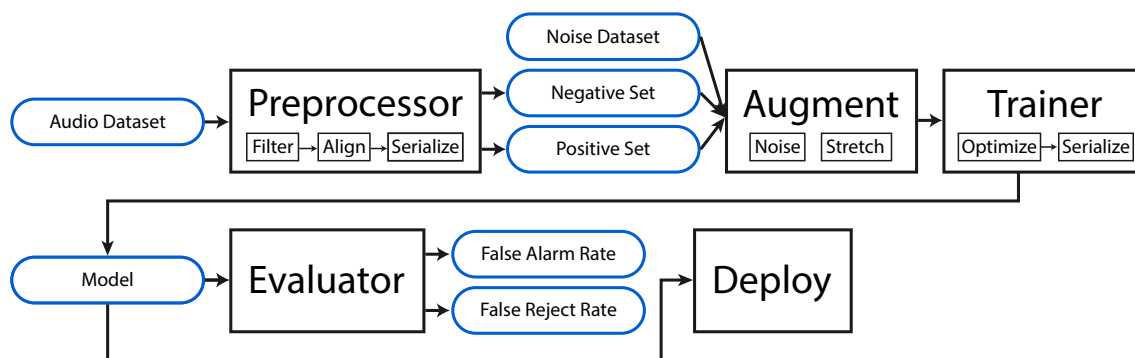 Noise Dataset
Audio Dataset
Preprocessor
Filter
Align
Serialize
Negative Set
Positive Set
Augment
Noise
Stretch
Trainer
Optimize
Serialize
Model
Evaluator
False Alarm Rate
False Reject Rate
Deploy